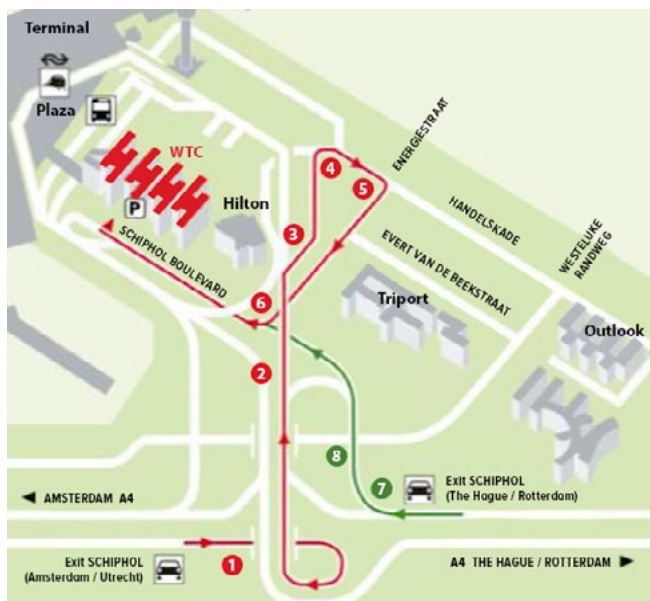 Terminal
Plaza
WTC
P
Hilton
SCHIPHOL BOULEVARD
4
5
3
6
2
ENERGIESTRAAT
HANDELSKADE
EVERT VAN DE BEEKSTRAAT
WESTELIJKE
RANDWEG
Triport
Outlook
8
7
Exit SCHIPHOL
(The Hague / Rotterdam)
AMSTERDAM A4
1
Exit SCHIPHOL
(Amsterdam / Utrecht)
A4 THE HAGUE / ROTTERDAM